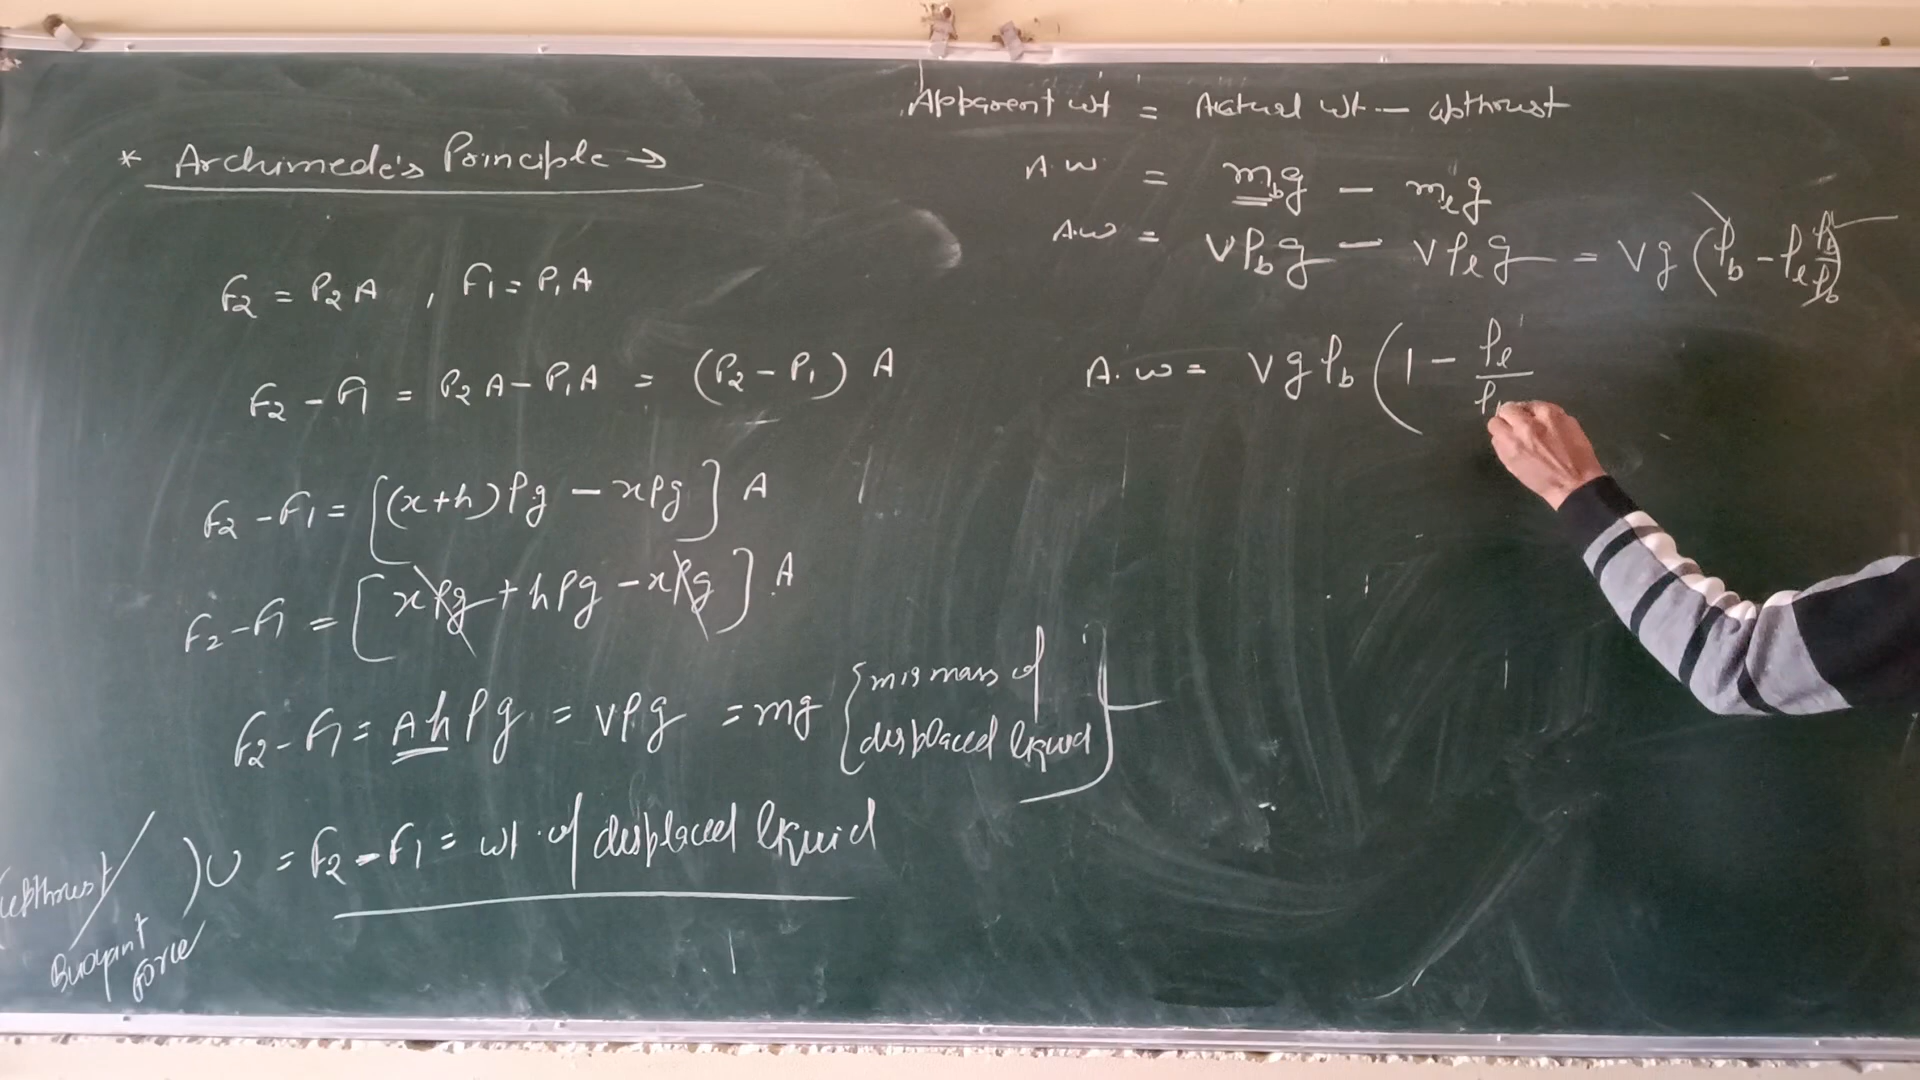 * Archimede's Principle →
F₂ = P₂A , F₁ = P₁A
F₂ - F₁ = P₂A - P₁A = (P₂ - P₁) A
F₂ - F₁ = [(x+h)ρg - xρg] A
F₂ - F₁ = [xρg + hρg - xρg] A
F₂ - F₁ = Ahρg = vρg = mg {m is mass of
displaced liquid}
(upthrust/
Buoyant
force) U = F₂ - F₁ = wt. of displaced liquid
Apparent wt = Actual wt - upthrust
A.W = m_b g - m_ℓ g
A.W = Vρ_b g - Vρ_ℓ g = Vg (ρ_b - ρ_ℓ ρ_b/ρ_b)
A.W = Vgρ_b (1 - ρ_ℓ/ρ